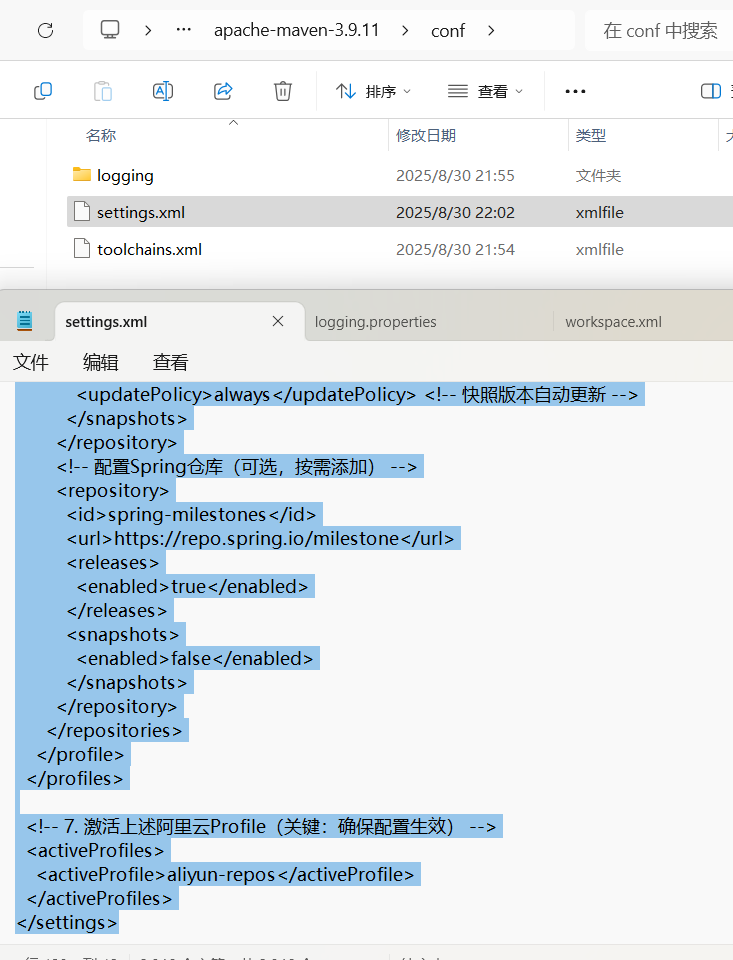 apache-maven-3.9.11 > conf >
在 conf 中搜索
排序
查看
名称
修改日期
类型
logging
2025/8/30 21:55
文件夹
settings.xml
2025/8/30 22:02
xmlfile
toolchains.xml
2025/8/30 21:54
xmlfile
settings.xml
logging.properties
workspace.xml
文件
编辑
查看
<updatePolicy>always</updatePolicy> <!-- 快照版本自动更新 -->
</snapshots>
</repository>
<!-- 配置Spring仓库（可选，按需添加） -->
<repository>
<id>spring-milestones</id>
<url>https://repo.spring.io/milestone</url>
<releases>
<enabled>true</enabled>
</releases>
<snapshots>
<enabled>false</enabled>
</snapshots>
</repository>
</repositories>
</profile>
</profiles>
<!-- 7. 激活上述阿里云Profile（关键：确保配置生效） -->
<activeProfiles>
<activeProfile>aliyun-repos</activeProfile>
</activeProfiles>
</settings>